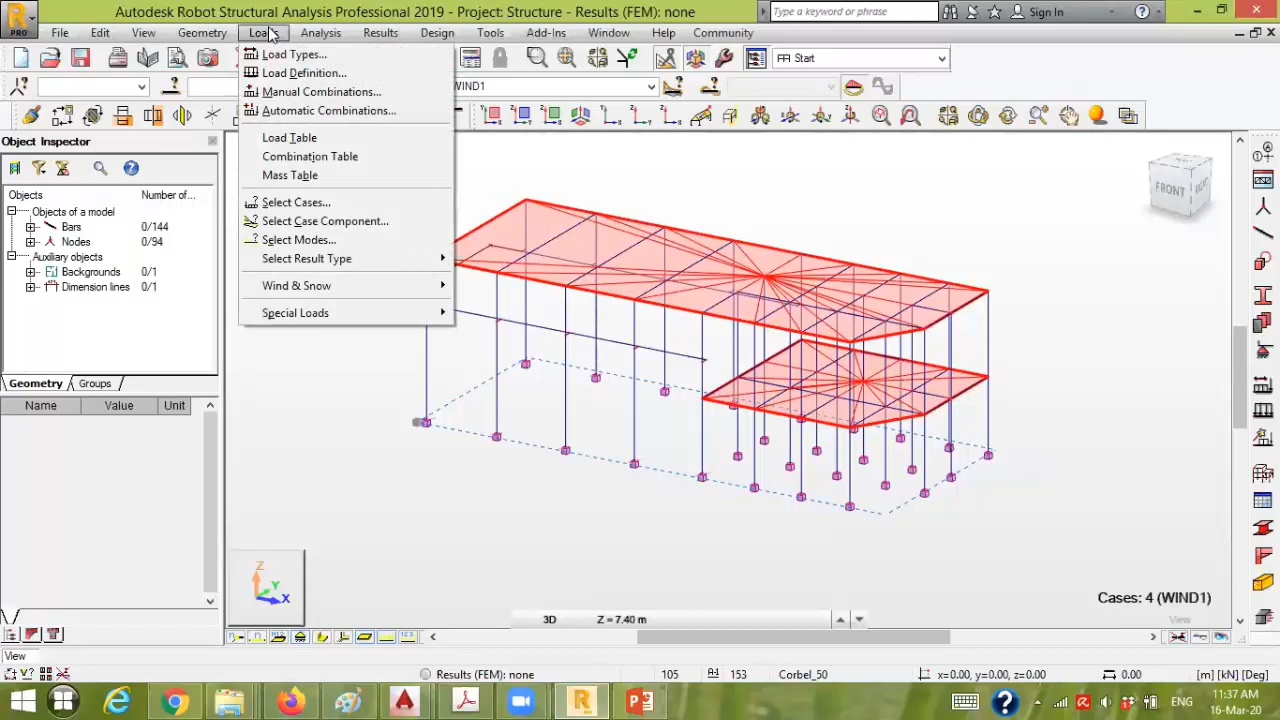 Autodesk Robot Structural Analysis Professional 2019 - Project: Structure - Results (FEM): none
Type a keyword or phrase
Sign In
PRO
File Edit View Geometry Analysis Results Design Tools Add-Ins Window Help Community
Start
Load Types...
Load Definition...
Manual Combinations...
Automatic Combinations...
Load Table
Combination Table
Mass Table
Select Cases...
Select Case Component...
Select Modes...
Select Result Type
Wind & Snow
Special Loads
WIND1
Object Inspector
Objects Number of...
Objects of a model
Bars 0/144
Nodes 0/94
Auxiliary objects
Backgrounds 0/1
Dimension lines 0/1
Geometry Groups
Name Value Unit
FRONT
Z
Y
X
Cases: 4 (WIND1)
3D Z = 7.40 m
View
View
Results (FEM): none 105 153 Corbel_50 x=0.00, y=0.00, z=0.00 0.00 [m] [kN] [Deg]
ENG
11:37 AM
16-Mar-20